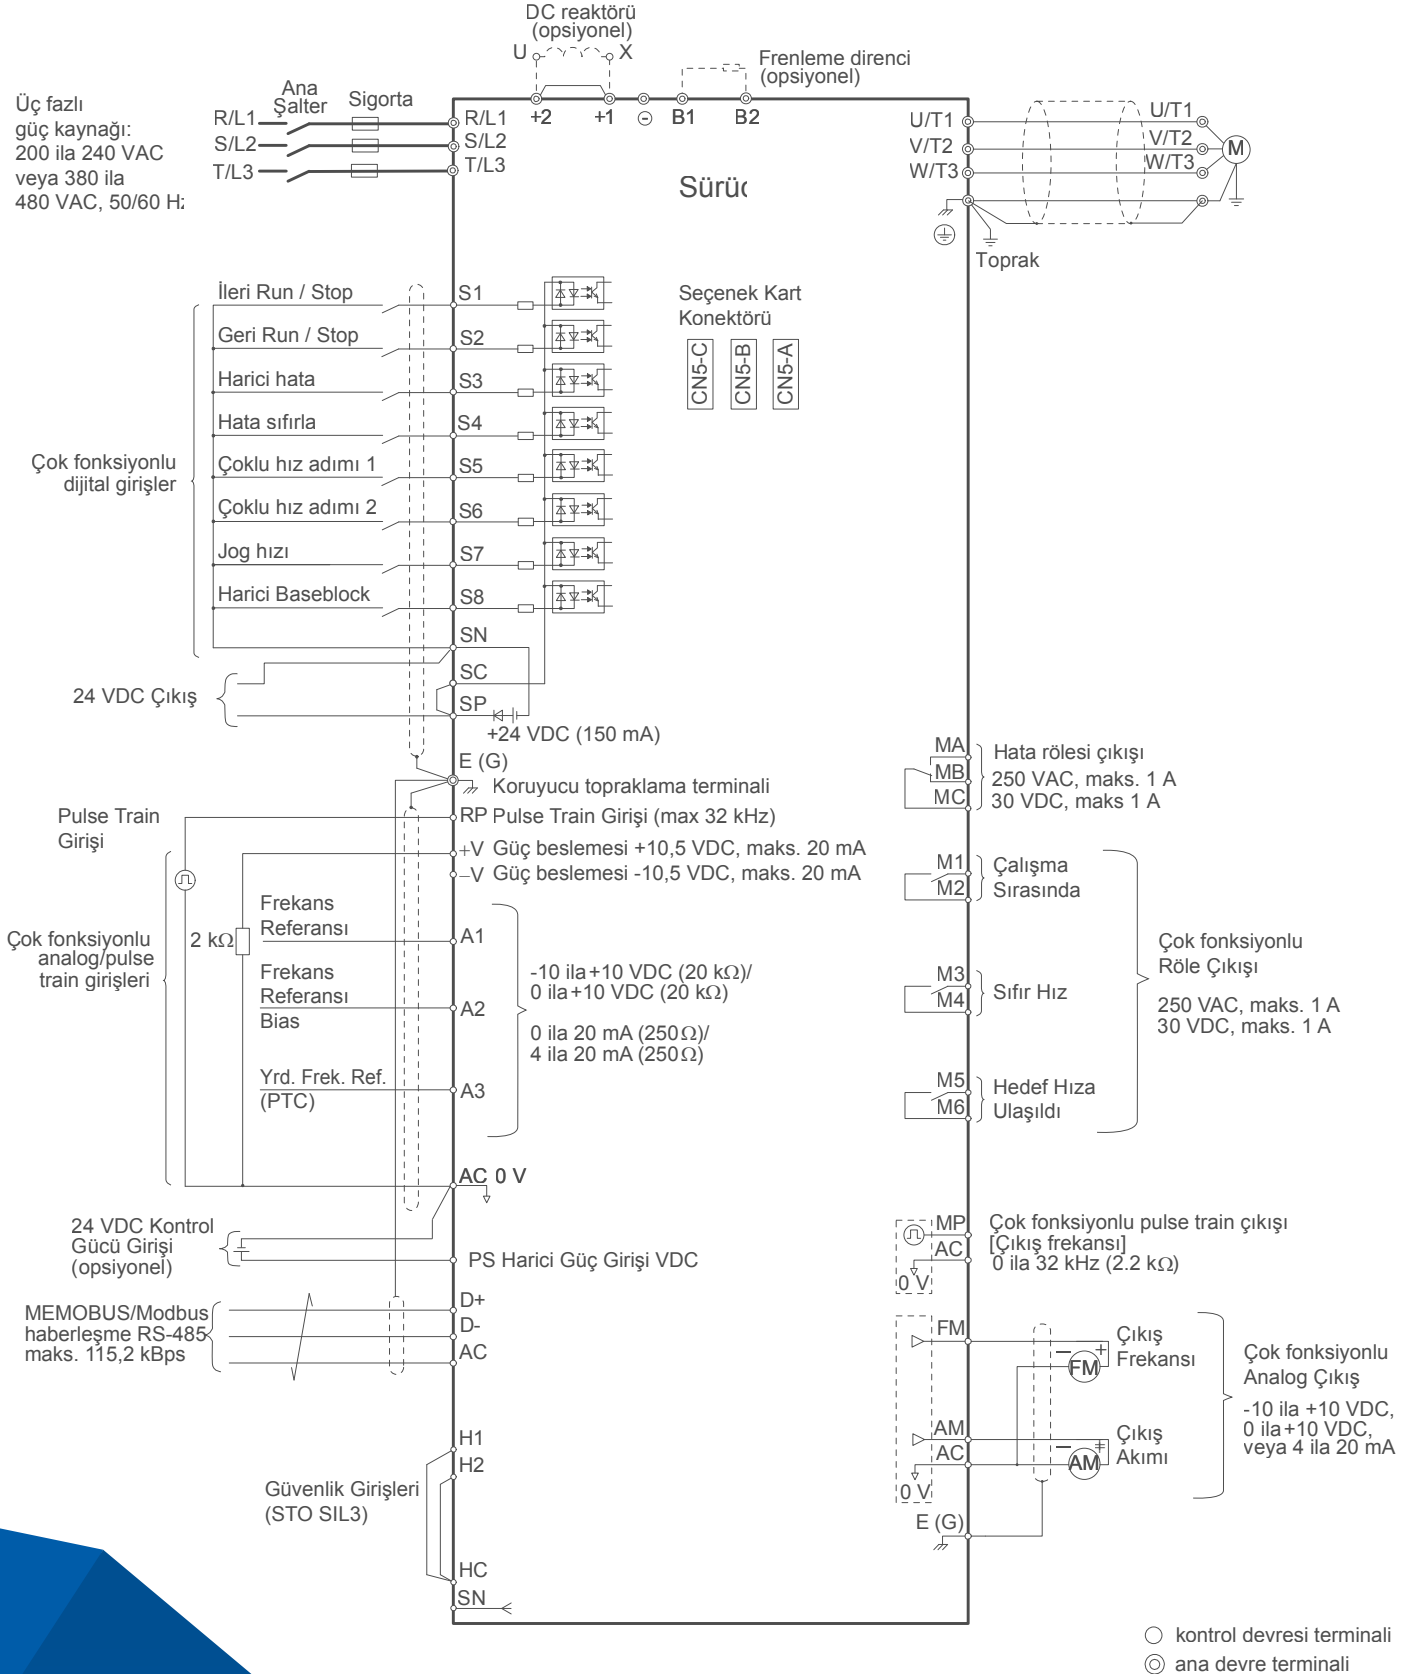 DC reaktörü
(opsiyonel)
U
X
Frenleme direnci
(opsiyonel)
Üç fazlı
güç kaynağı:
200 ila 240 VAC
veya 380 ila
480 VAC, 50/60 Hz
Ana
Şalter
Sigorta
R/L1
S/L2
T/L3
R/L1
S/L2
T/L3
+2
+1
−
B1
B2
Sürüc
U/T1
V/T2
W/T3
U/T1
V/T2
W/T3
M
Toprak
Seçenek Kart
Konektörü
CN5-C
CN5-B
CN5-A
Çok fonksiyonlu
dijital girişler
İleri Run / Stop
S1
Geri Run / Stop
S2
Harici hata
S3
Hata sıfırla
S4
Çoklu hız adımı 1
S5
Çoklu hız adımı 2
S6
Jog hızı
S7
Harici Baseblock
S8
SN
SC
SP
24 VDC Çıkış
+24 VDC (150 mA)
E (G)
Koruyucu topraklama terminali
Pulse Train
Girişi
RP Pulse Train Girişi (max 32 kHz)
+V Güç beslemesi +10,5 VDC, maks. 20 mA
–V Güç beslemesi -10,5 VDC, maks. 20 mA
Çok fonksiyonlu
analog/pulse
train girişleri
2 kΩ
Frekans
Referansı
A1
Frekans
Referansı
Bias
A2
Yrd. Frek. Ref.
(PTC)
A3
-10 ila+10 VDC (20 kΩ)/
0 ila+10 VDC (20 kΩ)
0 ila 20 mA (250Ω)/
4 ila 20 mA (250Ω)
AC 0 V
24 VDC Kontrol
Gücü Girişi
(opsiyonel)
PS Harici Güç Girişi VDC
MEMOBUS/Modbus
haberleşme RS-485
maks. 115,2 kBps
D+
D-
AC
H1
H2
Güvenlik Girişleri
(STO SIL3)
HC
SN
MA
MB
MC
Hata rölesi çıkışı
250 VAC, maks. 1 A
30 VDC, maks 1 A
M1
M2
Çalışma
Sırasında
M3
M4
Sıfır Hız
M5
M6
Hedef Hıza
Ulaşıldı
Çok fonksiyonlu
Röle Çıkışı
250 VAC, maks. 1 A
30 VDC, maks. 1 A
MP
AC
0 V
Çok fonksiyonlu pulse train çıkışı
[Çıkış frekansı]
0 ila 32 kHz (2.2 kΩ)
FM
− +
FM
Çıkış
Frekansı
AM
AC
0 V
−
AM
Çıkış
Akımı
Çok fonksiyonlu
Analog Çıkış
-10 ila +10 VDC,
0 ila+10 VDC,
veya 4 ila 20 mA
E (G)
kontrol devresi terminali
ana devre terminali